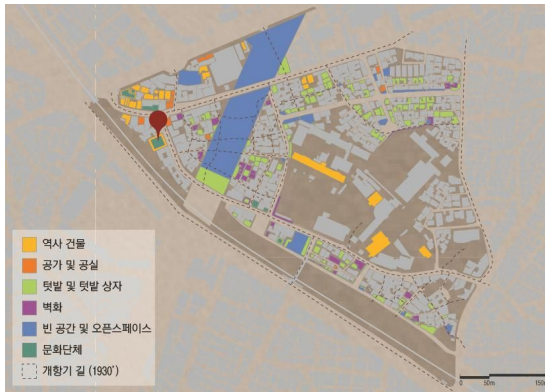 역사 건물
공가 및 공실
텃밭 및 텃밭 상자
벽화
빈 공간 및 오픈스페이스
문화단체
개항기 길 (1930')
0 50m 150m